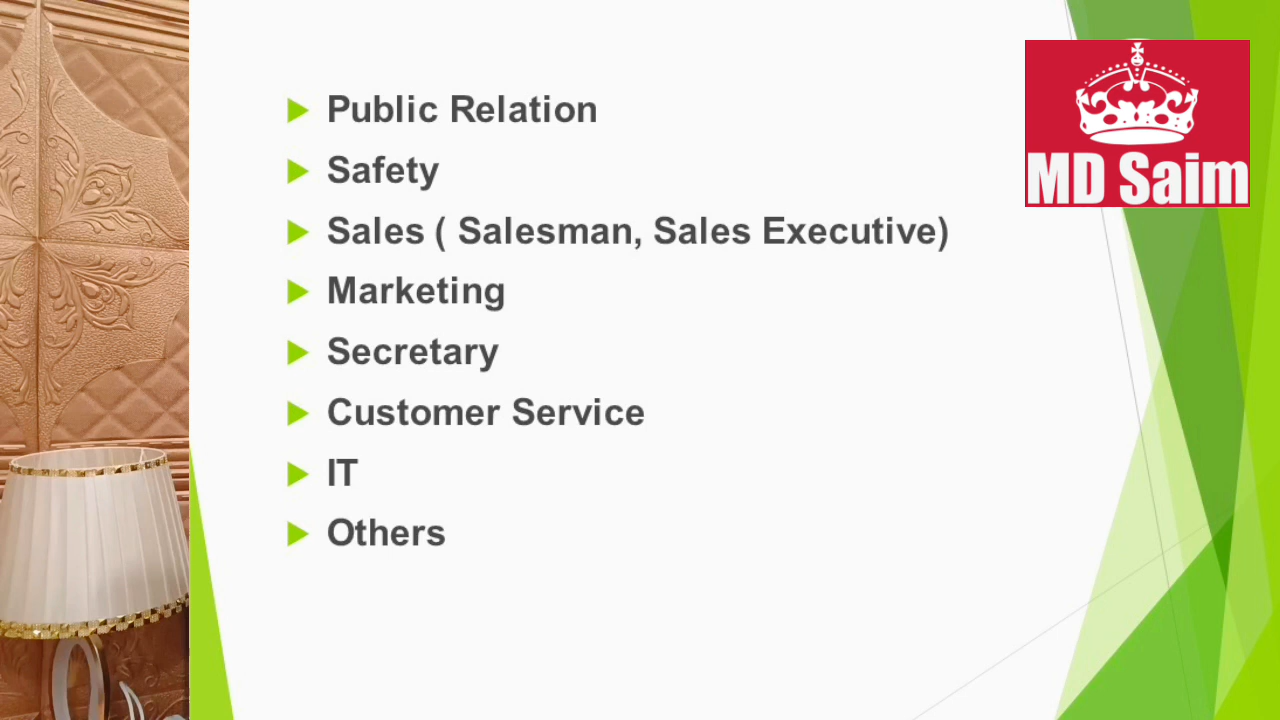 Public Relation
Safety
Sales ( Salesman, Sales Executive)
Marketing
Secretary
Customer Service
IT
Others
MD Saim